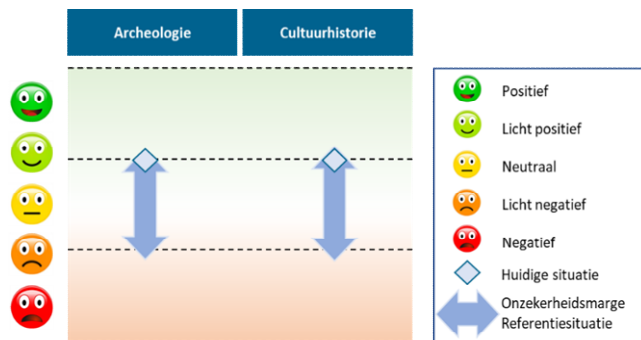 Archeologie
Cultuurhistorie
Positief
Licht positief
Neutraal
Licht negatief
Negatief
Huidige situatie
Onzekerheidsmarge
Referentiesituatie